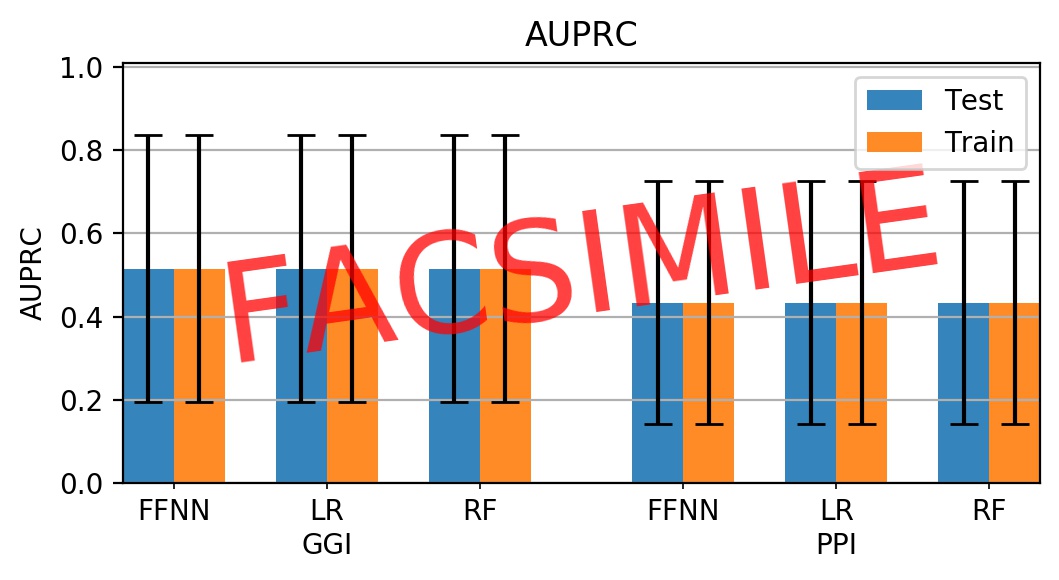 AUPRC
1.0
0.8
0.6
0.4
0.2
0.0
AUPRC
Test
Train
FACSIMILE
FFNN LR RF FFNN LR RF
GGI PPI